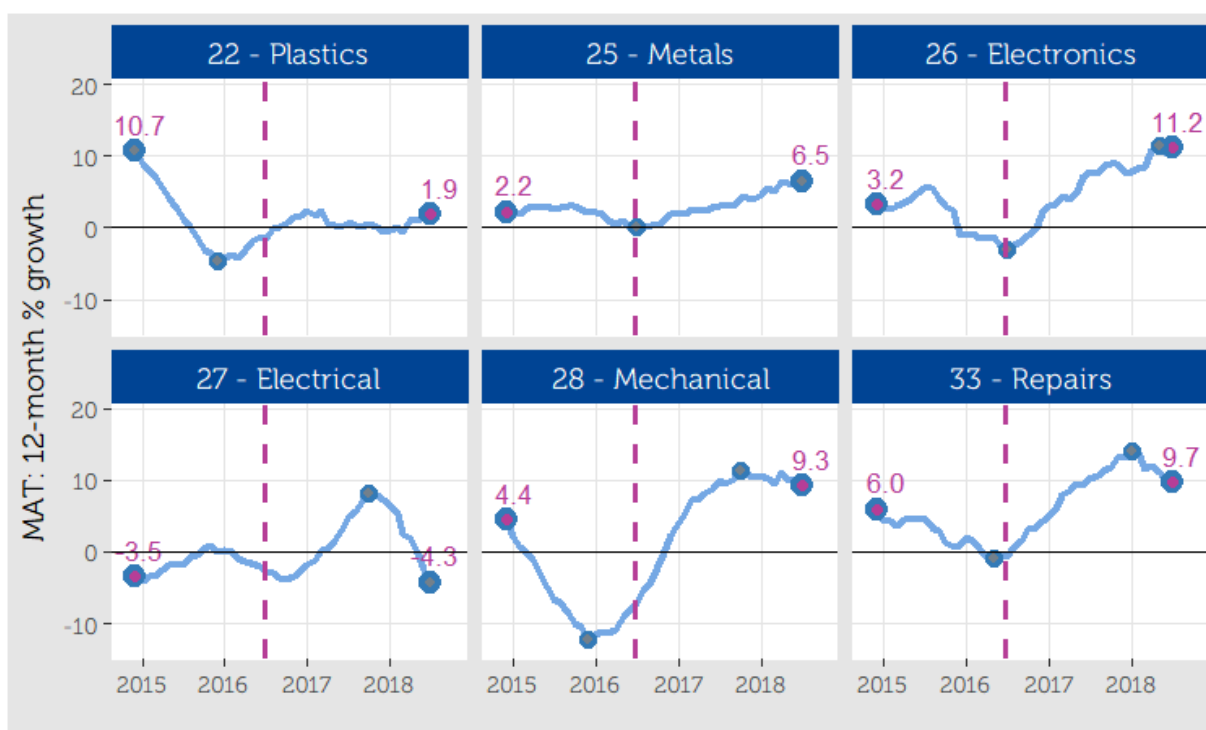 MAT: 12-month % growth
22 - Plastics
25 - Metals
26 - Electronics
20
10
0
-10
10.7
1.9
2.2
6.5
3.2
11.2
27 - Electrical
28 - Mechanical
33 - Repairs
20
10
0
-10
-3.5
-4.3
4.4
9.3
6.0
9.7
2015 2016 2017 2018
2015 2016 2017 2018
2015 2016 2017 2018